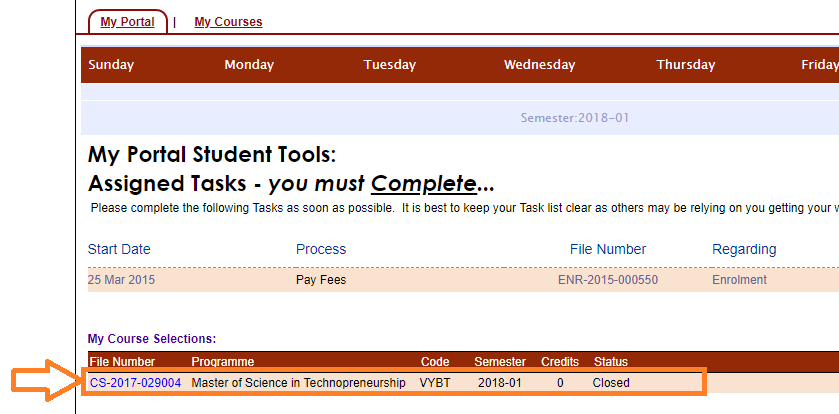 My Portal | My Courses
Sunday Monday Tuesday Wednesday Thursday Friday
Semester:2018-01
My Portal Student Tools:
Assigned Tasks - you must Complete...
Please complete the following Tasks as soon as possible. It is best to keep your Task list clear as others may be relying on you getting your
Start Date Process File Number Regarding
25 Mar 2015 Pay Fees ENR-2015-000550 Enrolment
My Course Selections:
File Number Programme Code Semester Credits Status
CS-2017-029004 Master of Science in Technopreneurship VYBT 2018-01 0 Closed